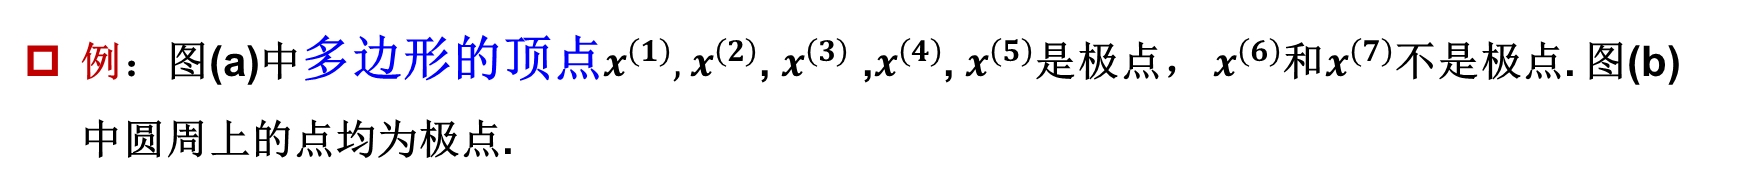 例：图(a)中多边形的顶点x⁽¹⁾, x⁽²⁾, x⁽³⁾ ,x⁽⁴⁾, x⁽⁵⁾是极点， x⁽⁶⁾和x⁽⁷⁾不是极点. 图(b)
中圆周上的点均为极点.